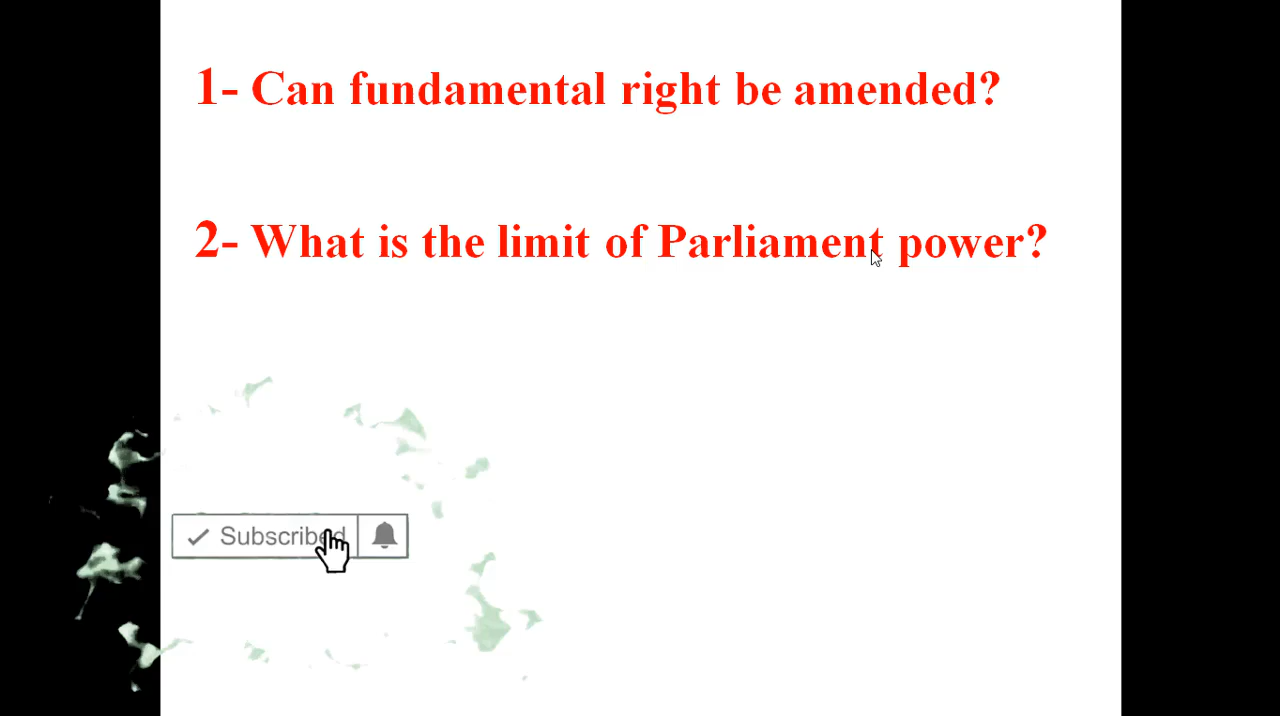 1- Can fundamental right be amended?
2- What is the limit of Parliament power?
Subscribed